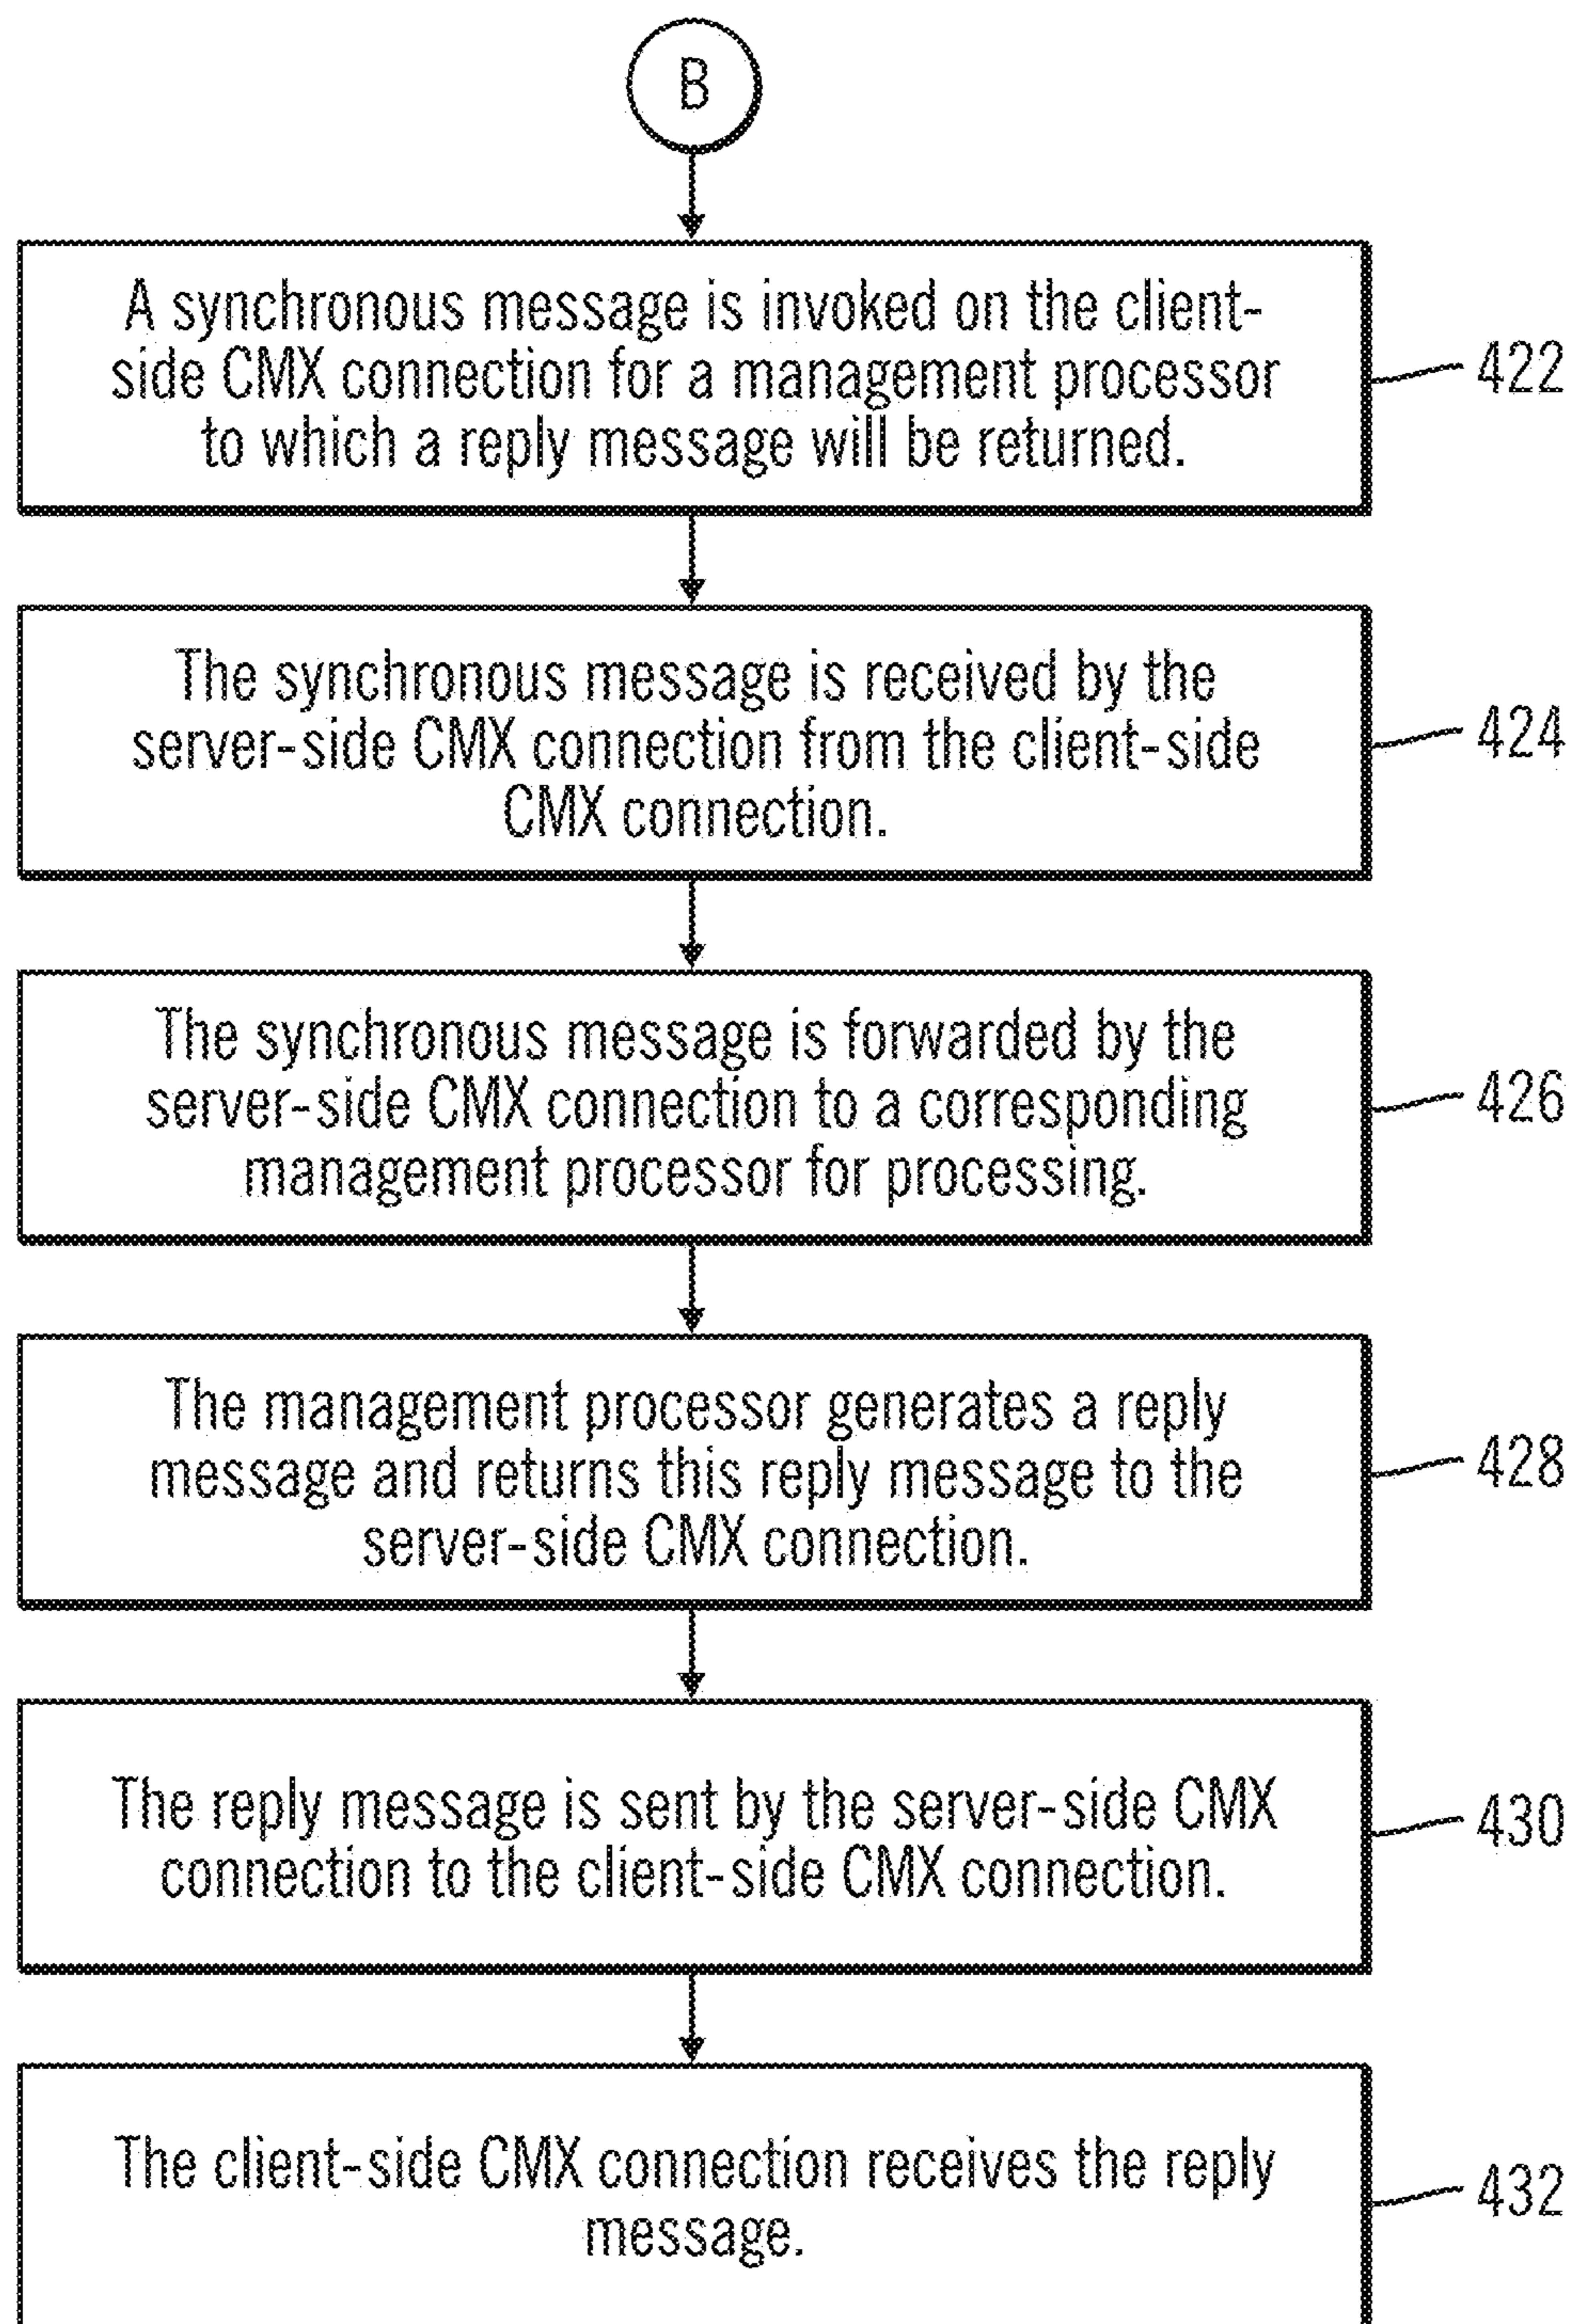 B
A synchronous message is invoked on the client-
side CMX connection for a management processor
to which a reply message will be returned.
422
The synchronous message is received by the
server-side CMX connection from the client-side
CMX connection.
424
The synchronous message is forwarded by the
server-side CMX connection to a corresponding
management processor for processing.
426
The management processor generates a reply
message and returns this reply message to the
server-side CMX connection.
428
The reply message is sent by the server-side CMX
connection to the client-side CMX connection.
430
The client-side CMX connection receives the reply
message.
432